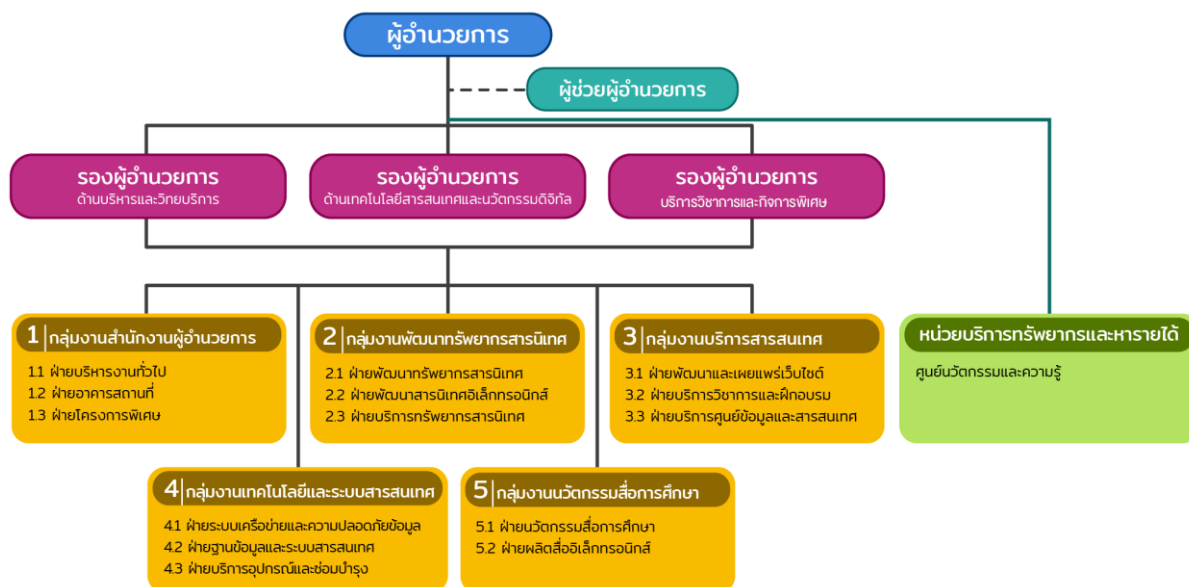 ผู้อำนวยการ
ผู้ช่วยผู้อำนวยการ
รองผู้อำนวยการ
ด้านบริหารและวิทยบริการ
รองผู้อำนวยการ
ด้านเทคโนโลยีสารสนเทศและนวัตกรรมดิจิทัล
รองผู้อำนวยการ
บริการวิชาการและกิจการพิเศษ
1 กลุ่มงานสำนักงานผู้อำนวยการ
1.1 ฝ่ายบริหารงานทั่วไป
1.2 ฝ่ายอาคารสถานที่
1.3 ฝ่ายโครงการพิเศษ
2 กลุ่มงานพัฒนาทรัพยากรสารนิเทศ
2.1 ฝ่ายพัฒนาทรัพยากรสารนิเทศ
2.2 ฝ่ายพัฒนาสารนิเทศอิเล็กทรอนิกส์
2.3 ฝ่ายบริการทรัพยากรสารนิเทศ
3 กลุ่มงานบริการสารสนเทศ
3.1 ฝ่ายพัฒนาและเผยแพร่เว็บไซต์
3.2 ฝ่ายบริการวิชาการและฝึกอบรม
3.3 ฝ่ายบริการศูนย์ข้อมูลและสารสนเทศ
หน่วยบริการทรัพยากรและหารายได้
ศูนย์นวัตกรรมและความรู้
4 กลุ่มงานเทคโนโลยีและระบบสารสนเทศ
4.1 ฝ่ายระบบเครือข่ายและความปลอดภัยข้อมูล
4.2 ฝ่ายฐานข้อมูลและระบบสารสนเทศ
4.3 ฝ่ายบริการอุปกรณ์และซ่อมบำรุง
5 กลุ่มงานนวัตกรรมสื่อการศึกษา
5.1 ฝ่ายนวัตกรรมสื่อการศึกษา
5.2 ฝ่ายผลิตสื่ออิเล็กทรอนิกส์